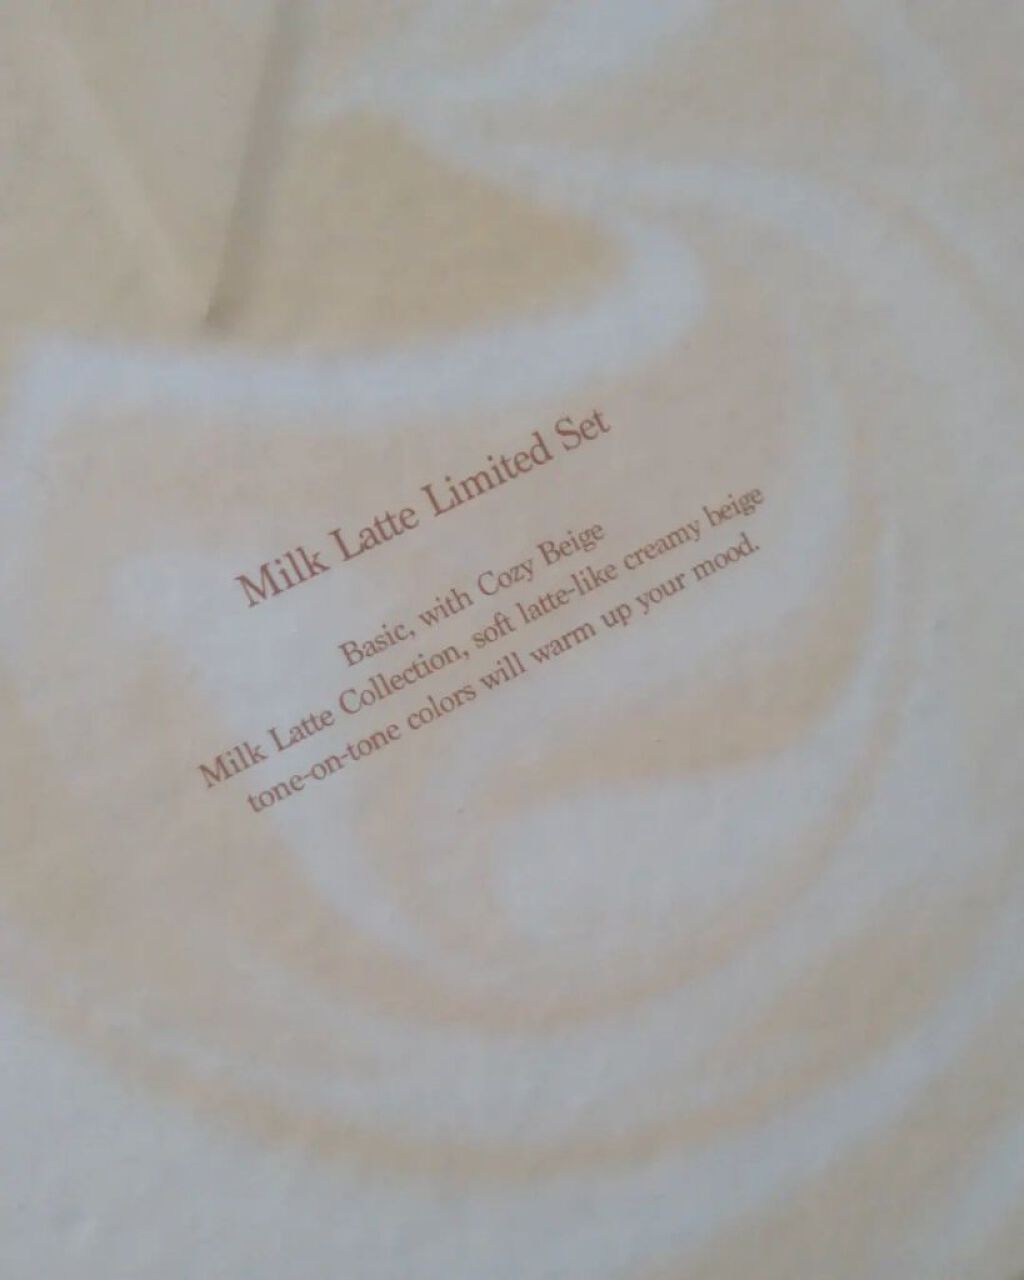 Milk Latte Limited Set
Basic, with Cozy Beige
Milk Latte Collection, soft latte-like creamy beige
tone-on-tone colors will warm up your mood.